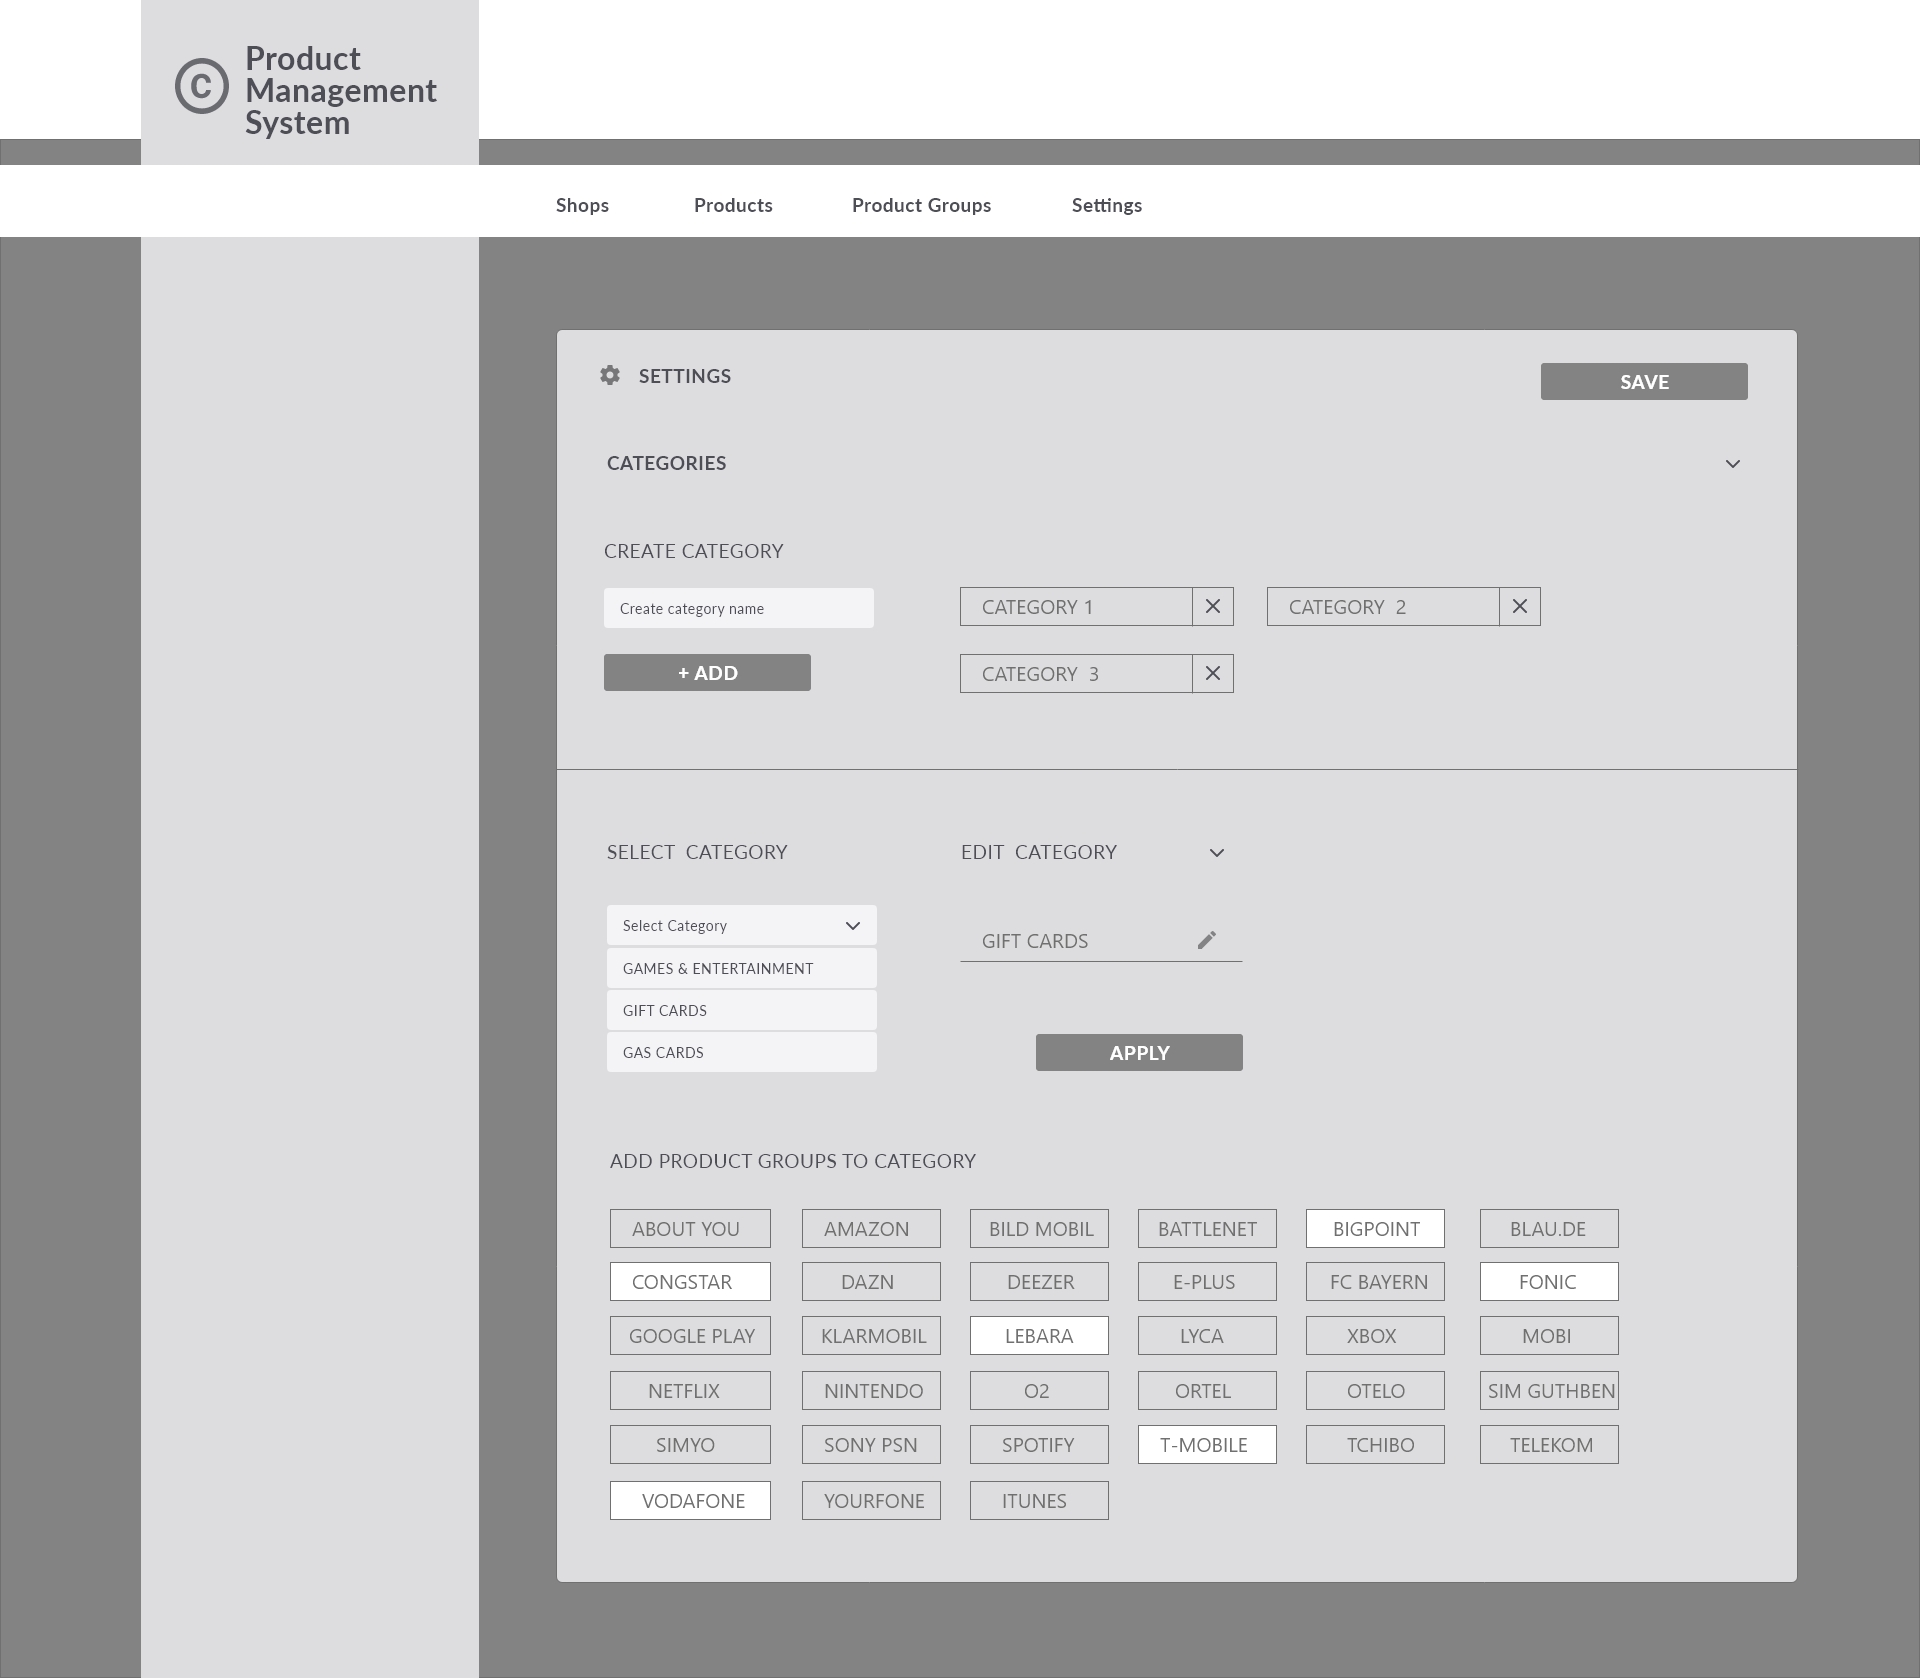 C
Product
Management
System
Shops Products Product Groups Settings
SETTINGS
SAVE
CATEGORIES
CREATE CATEGORY
Create category name
CATEGORY 1
CATEGORY 2
+ ADD
CATEGORY 3
SELECT CATEGORY
EDIT CATEGORY
Select Category
GAMES & ENTERTAINMENT
GIFT CARDS
GAS CARDS
GIFT CARDS
APPLY
ADD PRODUCT GROUPS TO CATEGORY
ABOUT YOU AMAZON BILD MOBIL BATTLENET BIGPOINT BLAU.DE
CONGSTAR DAZN DEEZER E-PLUS FC BAYERN FONIC
GOOGLE PLAY KLARMOBIL LEBARA LYCA XBOX MOBI
NETFLIX NINTENDO O2 ORTEL OTELO SIM GUTHBEN
SIMYO SONY PSN SPOTIFY T-MOBILE TCHIBO TELEKOM
VODAFONE YOURFONE ITUNES